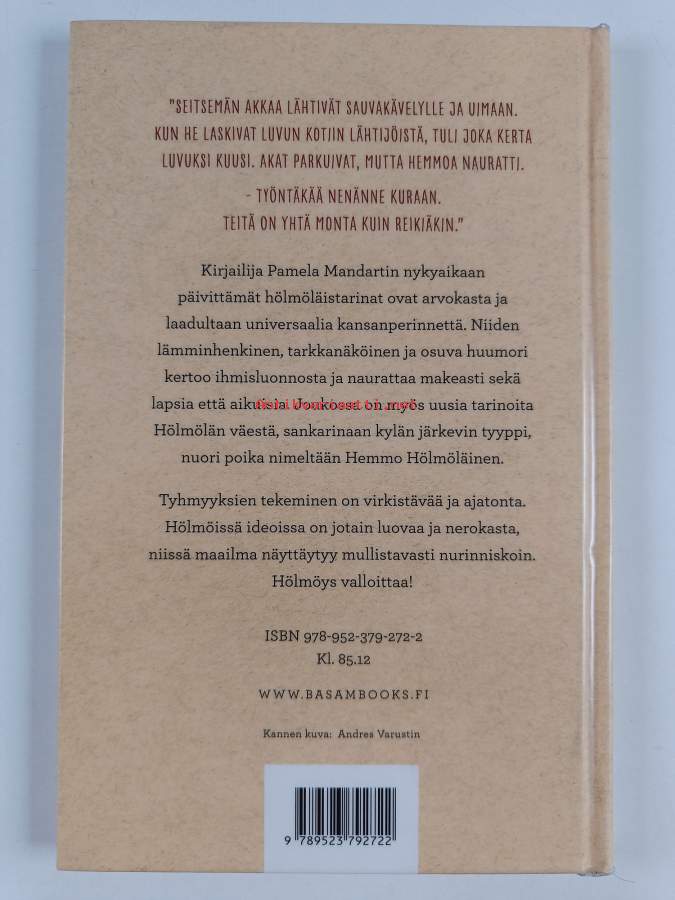 "SEITSEMÄN AKKAA LÄHTIVÄT SAUVAKÄVELYLLE JA UIMAAN.
KUN HE LASKIVAT LUVUN KOTIIN LÄHTIJÖISTÄ, TULI JOKA KERTA
LUVUKSI KUUSI. AKAT PARKUIVAT, MUTTA HEMMOA NAURATTI.
- TYÖNTÄKÄÄ NENÄNNE KURAAN.
TEITÄ ON YHTÄ MONTA KUIN REIKIÄKIN."
Kirjailija Pamela Mandartin nykyaikaan
päivittämät hölmöläistarinat ovat arvokasta ja
laadultaan universaalia kansanperinnettä. Niiden
lämminhenkinen, tarkkanäköinen ja osuva huumori
kertoo ihmisluonnosta ja naurattaa makeasti sekä
lapsia että aikuisia. Joukossa on myös uusia tarinoita
Hölmölän väestä, sankarinaan kylän järkevin tyyppi,
nuori poika nimeltään Hemmo Hölmöläinen.
Tyhmyyksien tekeminen on virkistävää ja ajatonta.
Hölmöissä ideoissa on jotain luovaa ja nerokasta,
niissä maailma näyttäytyy mullistavasti nurinniskoin.
Hölmöys valloittaa!
ISBN 978-952-379-272-2
Kl. 85.12
WWW.BASAMBOOKS.FI
Kannen kuva: Andres Varustin
9 789523 792722